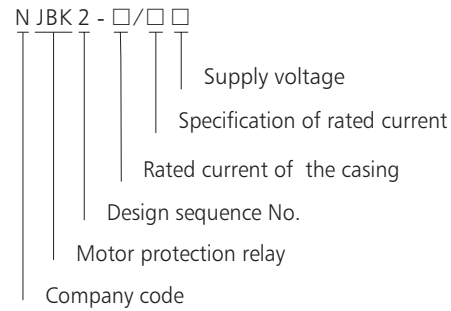 N JBK 2 - □/□ □
Supply voltage
Specification of rated current
Rated current of the casing
Design sequence No.
Motor protection relay
Company code